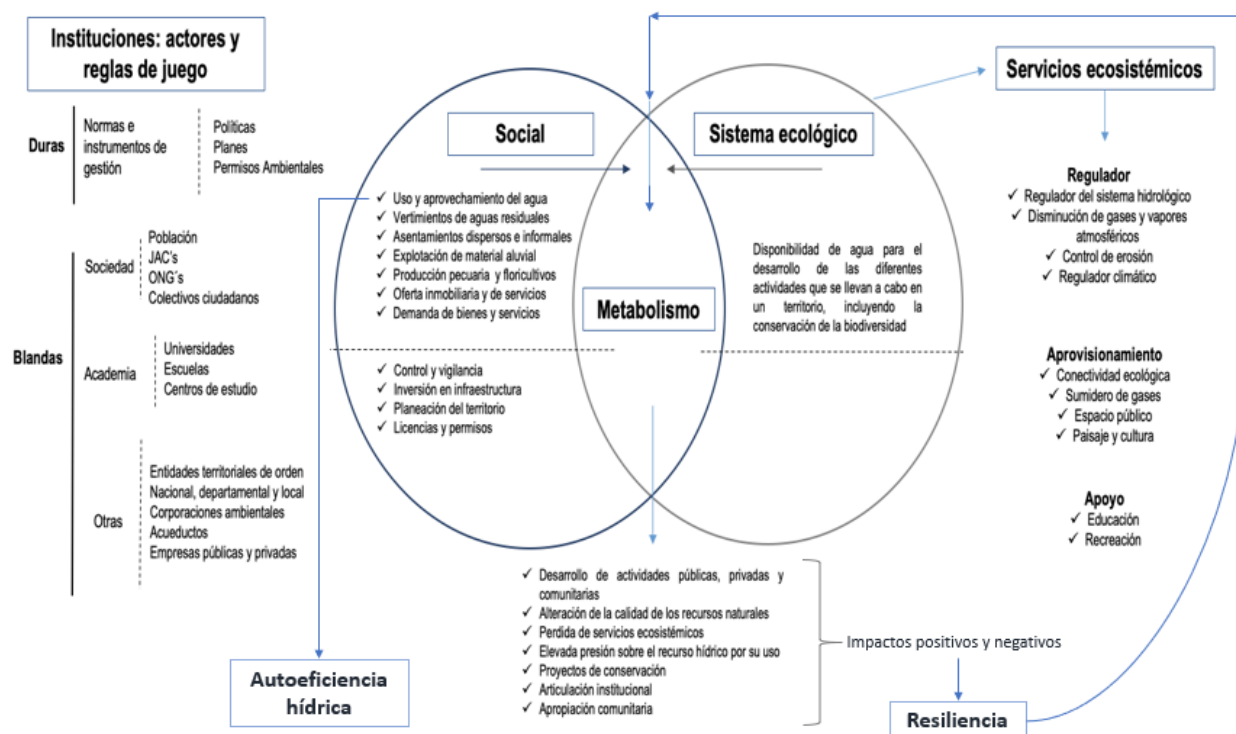 Instituciones: actores y
reglas de juego
Duras
Normas e
instrumentos de
gestión
Políticas
Planes
Permisos Ambientales
Blandas
Sociedad
Población
JAC's
ONG´s
Colectivos ciudadanos
Academia
Universidades
Escuelas
Centros de estudio
Otras
Entidades territoriales de orden
Nacional, departamental y local
Corporaciones ambientales
Acueductos
Empresas públicas y privadas
Social
✓ Uso y aprovechamiento del agua
✓ Vertimientos de aguas residuales
✓ Asentamientos dispersos e informales
✓ Explotación de material aluvial
✓ Producción pecuaria y floricultivos
✓ Oferta inmobiliaria y de servicios
✓ Demanda de bienes y servicios
✓ Control y vigilancia
✓ Inversión en infraestructura
✓ Planeación del territorio
✓ Licencias y permisos
Metabolismo
Sistema ecológico
Disponibilidad de agua para el
desarrollo de las diferentes
actividades que se llevan a cabo en
un territorio, incluyendo la
conservación de la biodiversidad
Servicios ecosistémicos
Regulador
✓ Regulador del sistema hidrológico
✓ Disminución de gases y vapores
atmosféricos
✓ Control de erosión
✓ Regulador climático
Aprovisionamiento
✓ Conectividad ecológica
✓ Sumidero de gases
✓ Espacio público
✓ Paisaje y cultura
Apoyo
✓ Educación
✓ Recreación
Autoeficiencia
hídrica
✓ Desarrollo de actividades públicas, privadas y
comunitarias
✓ Alteración de la calidad de los recursos naturales
✓ Perdida de servicios ecosistémicos
✓ Elevada presión sobre el recurso hídrico por su uso
✓ Proyectos de conservación
✓ Articulación institucional
✓ Apropiación comunitaria
Impactos positivos y negativos
Resiliencia